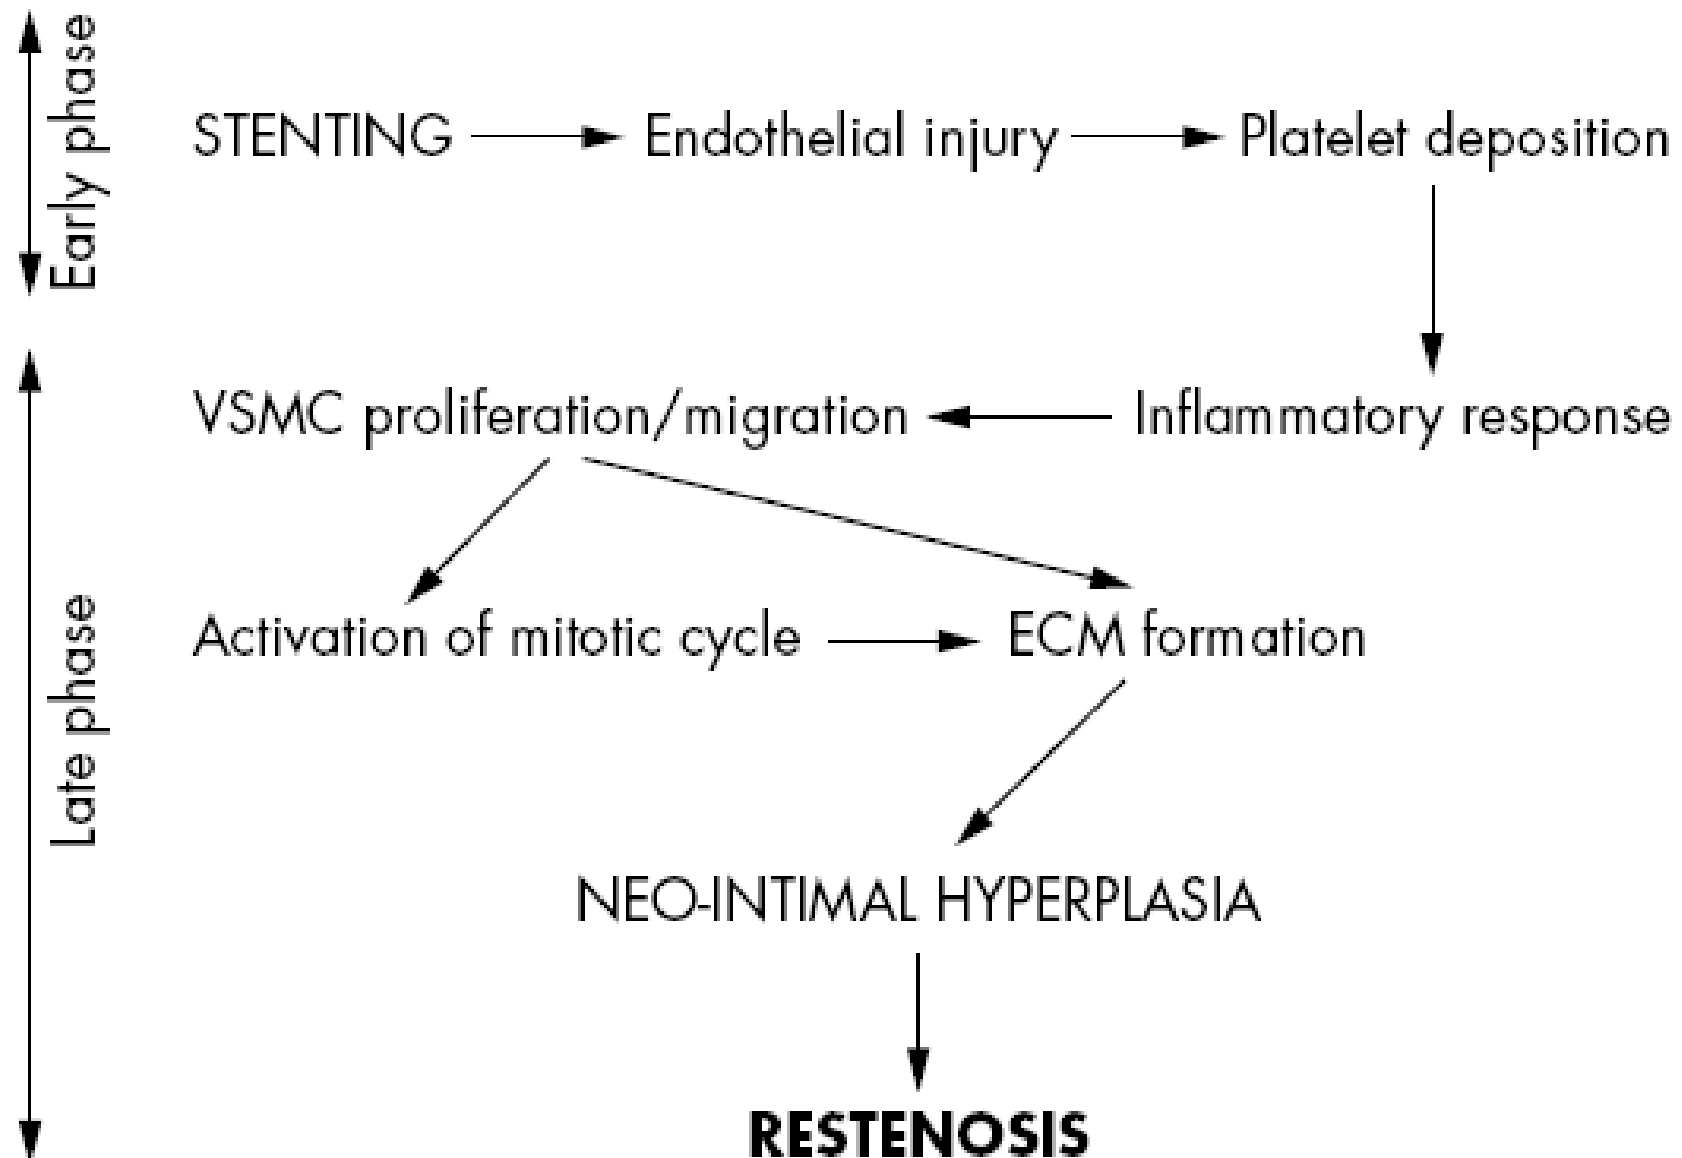 Early phase
STENTING Endothelial injury Platelet deposition
VSMC proliferation/migration Inflammatory response
Late phase
Activation of mitotic cycle ECM formation
NEO-INTIMAL HYPERPLASIA
RESTENOSIS